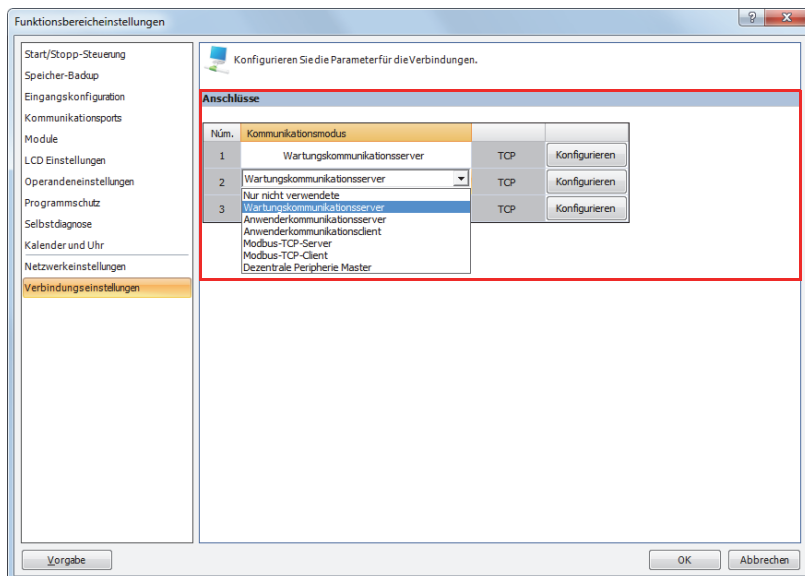 Funktionsbereicheinstellungen
Start/Stopp-Steuerung
Speicher-Backup
Eingangskonfiguration
Kommunikationsports
Module
LCD Einstellungen
Operandeneinstellungen
Programmschutz
Selbstdiagnose
Kalender und Uhr
Netzwerkeinstellungen
Verbindungseinstellungen
Konfigurieren Sie die Parameter für die Verbindungen.
Anschlüsse
Núm. Kommunikationsmodus
1 Wartungskommunikationsserver TCP Konfigurieren
2 Wartungskommunikationsserver TCP Konfigurieren
3 TCP Konfigurieren
Nur nicht verwendete
Wartungskommunikationsserver
Anwenderkommunikationsserver
Anwenderkommunikationsclient
Modbus-TCP-Server
Modbus-TCP-Client
Dezentrale Peripherie Master
Vorgabe OK Abbrechen